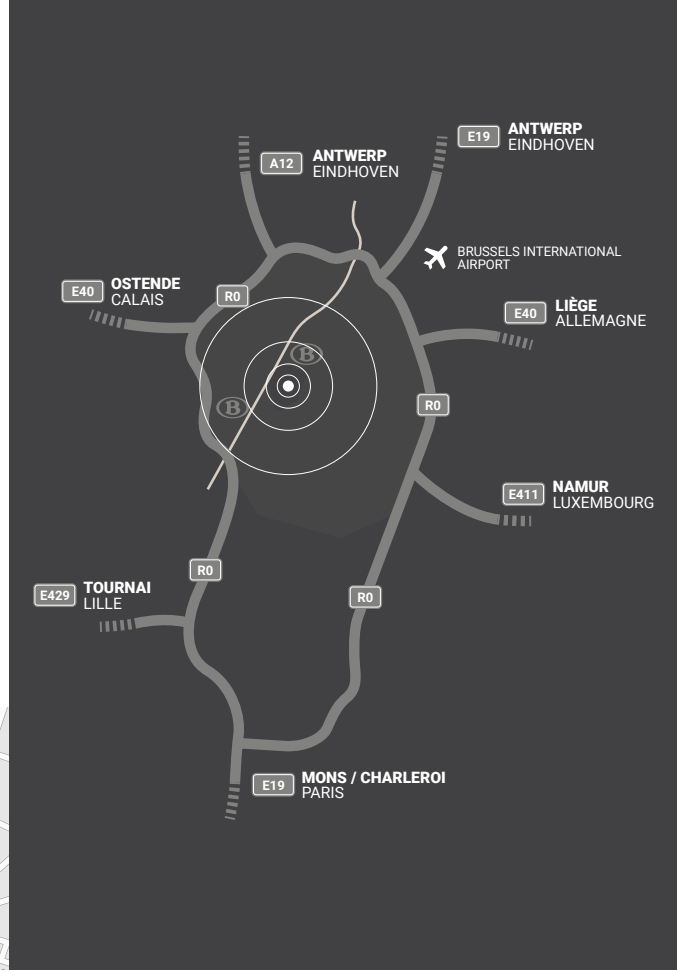 E19
ANTWERP
EINDHOVEN
A12
ANTWERP
EINDHOVEN
BRUSSELS INTERNATIONAL
AIRPORT
E40
OSTENDE
CALAIS
R0
E40
LIÈGE
ALLEMAGNE
B
B
R0
E411
NAMUR
LUXEMBOURG
R0
E429
TOURNAI
LILLE
R0
E19
MONS / CHARLEROI
PARIS